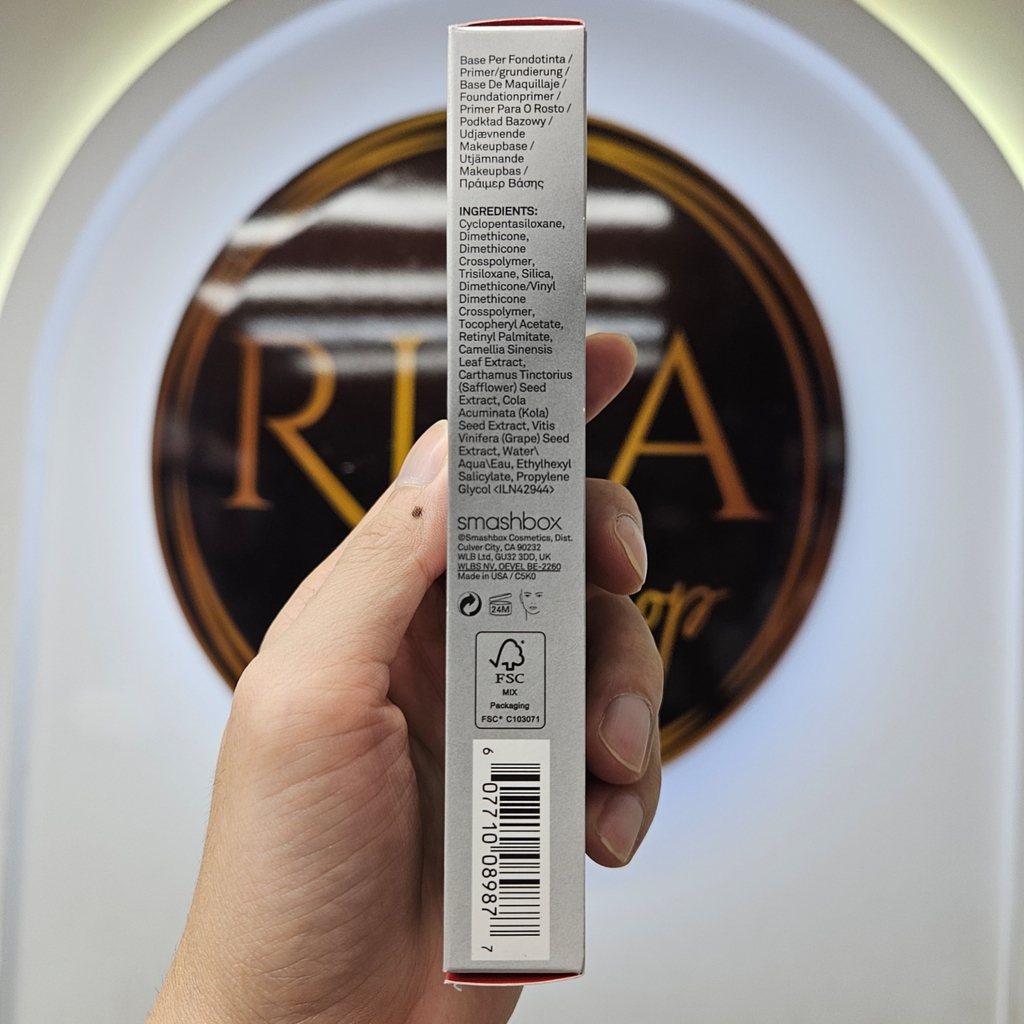 Base Per Fondotinta /
Primer/grundierung /
Base De Maquillaje /
Foundationprimer /
Primer Para O Rosto /
Podkład Bazowy /
Udjævnende
Makeupbase /
Utjämnande
Makeupbas /
Πράιμερ Βάσης
INGREDIENTS:
Cyclopentasiloxane,
Dimethicone,
Dimethicone
Crosspolymer,
Trisiloxane, Silica,
Dimethicone/Vinyl
Dimethicone
Crosspolymer,
Tocopheryl Acetate,
Retinyl Palmitate,
Camellia Sinensis
Leaf Extract,
Carthamus Tinctorius
(Safflower) Seed
Extract, Cola
Acuminata (Kola)
Seed Extract, Vitis
Vinifera (Grape) Seed
Extract, Water\
Aqua\Eau, Ethylhexyl
Salicylate, Propylene
Glycol <ILN42944>
smashbox
©Smashbox Cosmetics, Dist.
Culver City, CA 90232
WLB Ltd, GU32 3DD, UK
WLBS NV, OEVEL BE-2260
Made in USA / C5K0
24M
FSC
MIX
Packaging
FSC® C103071
6 07710 08987 7